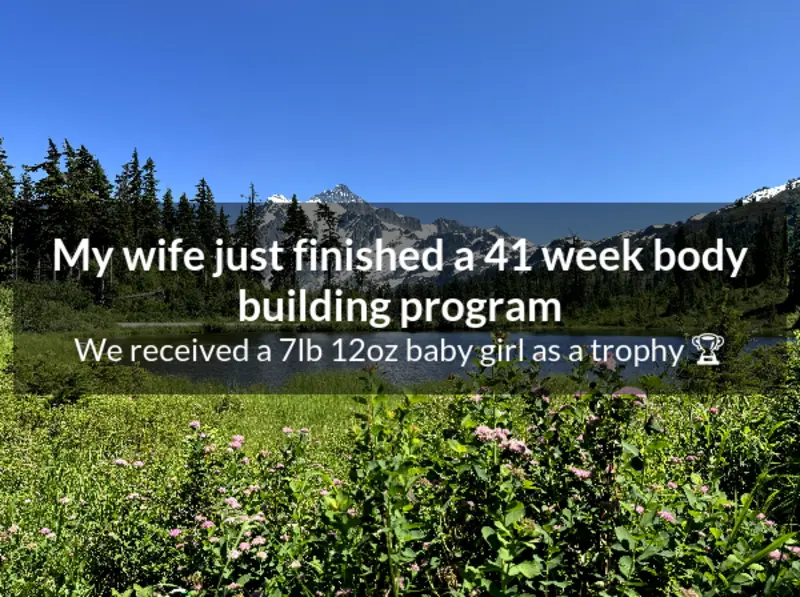 My wife just finished a 41 week body
building program
We received a 7lb 12oz baby girl as a trophy 🏆